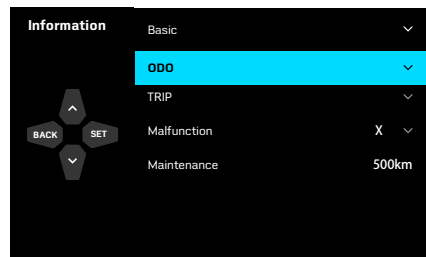 Information
Basic
ODO
TRIP
Malfunction X
Maintenance 500km
BACK SET